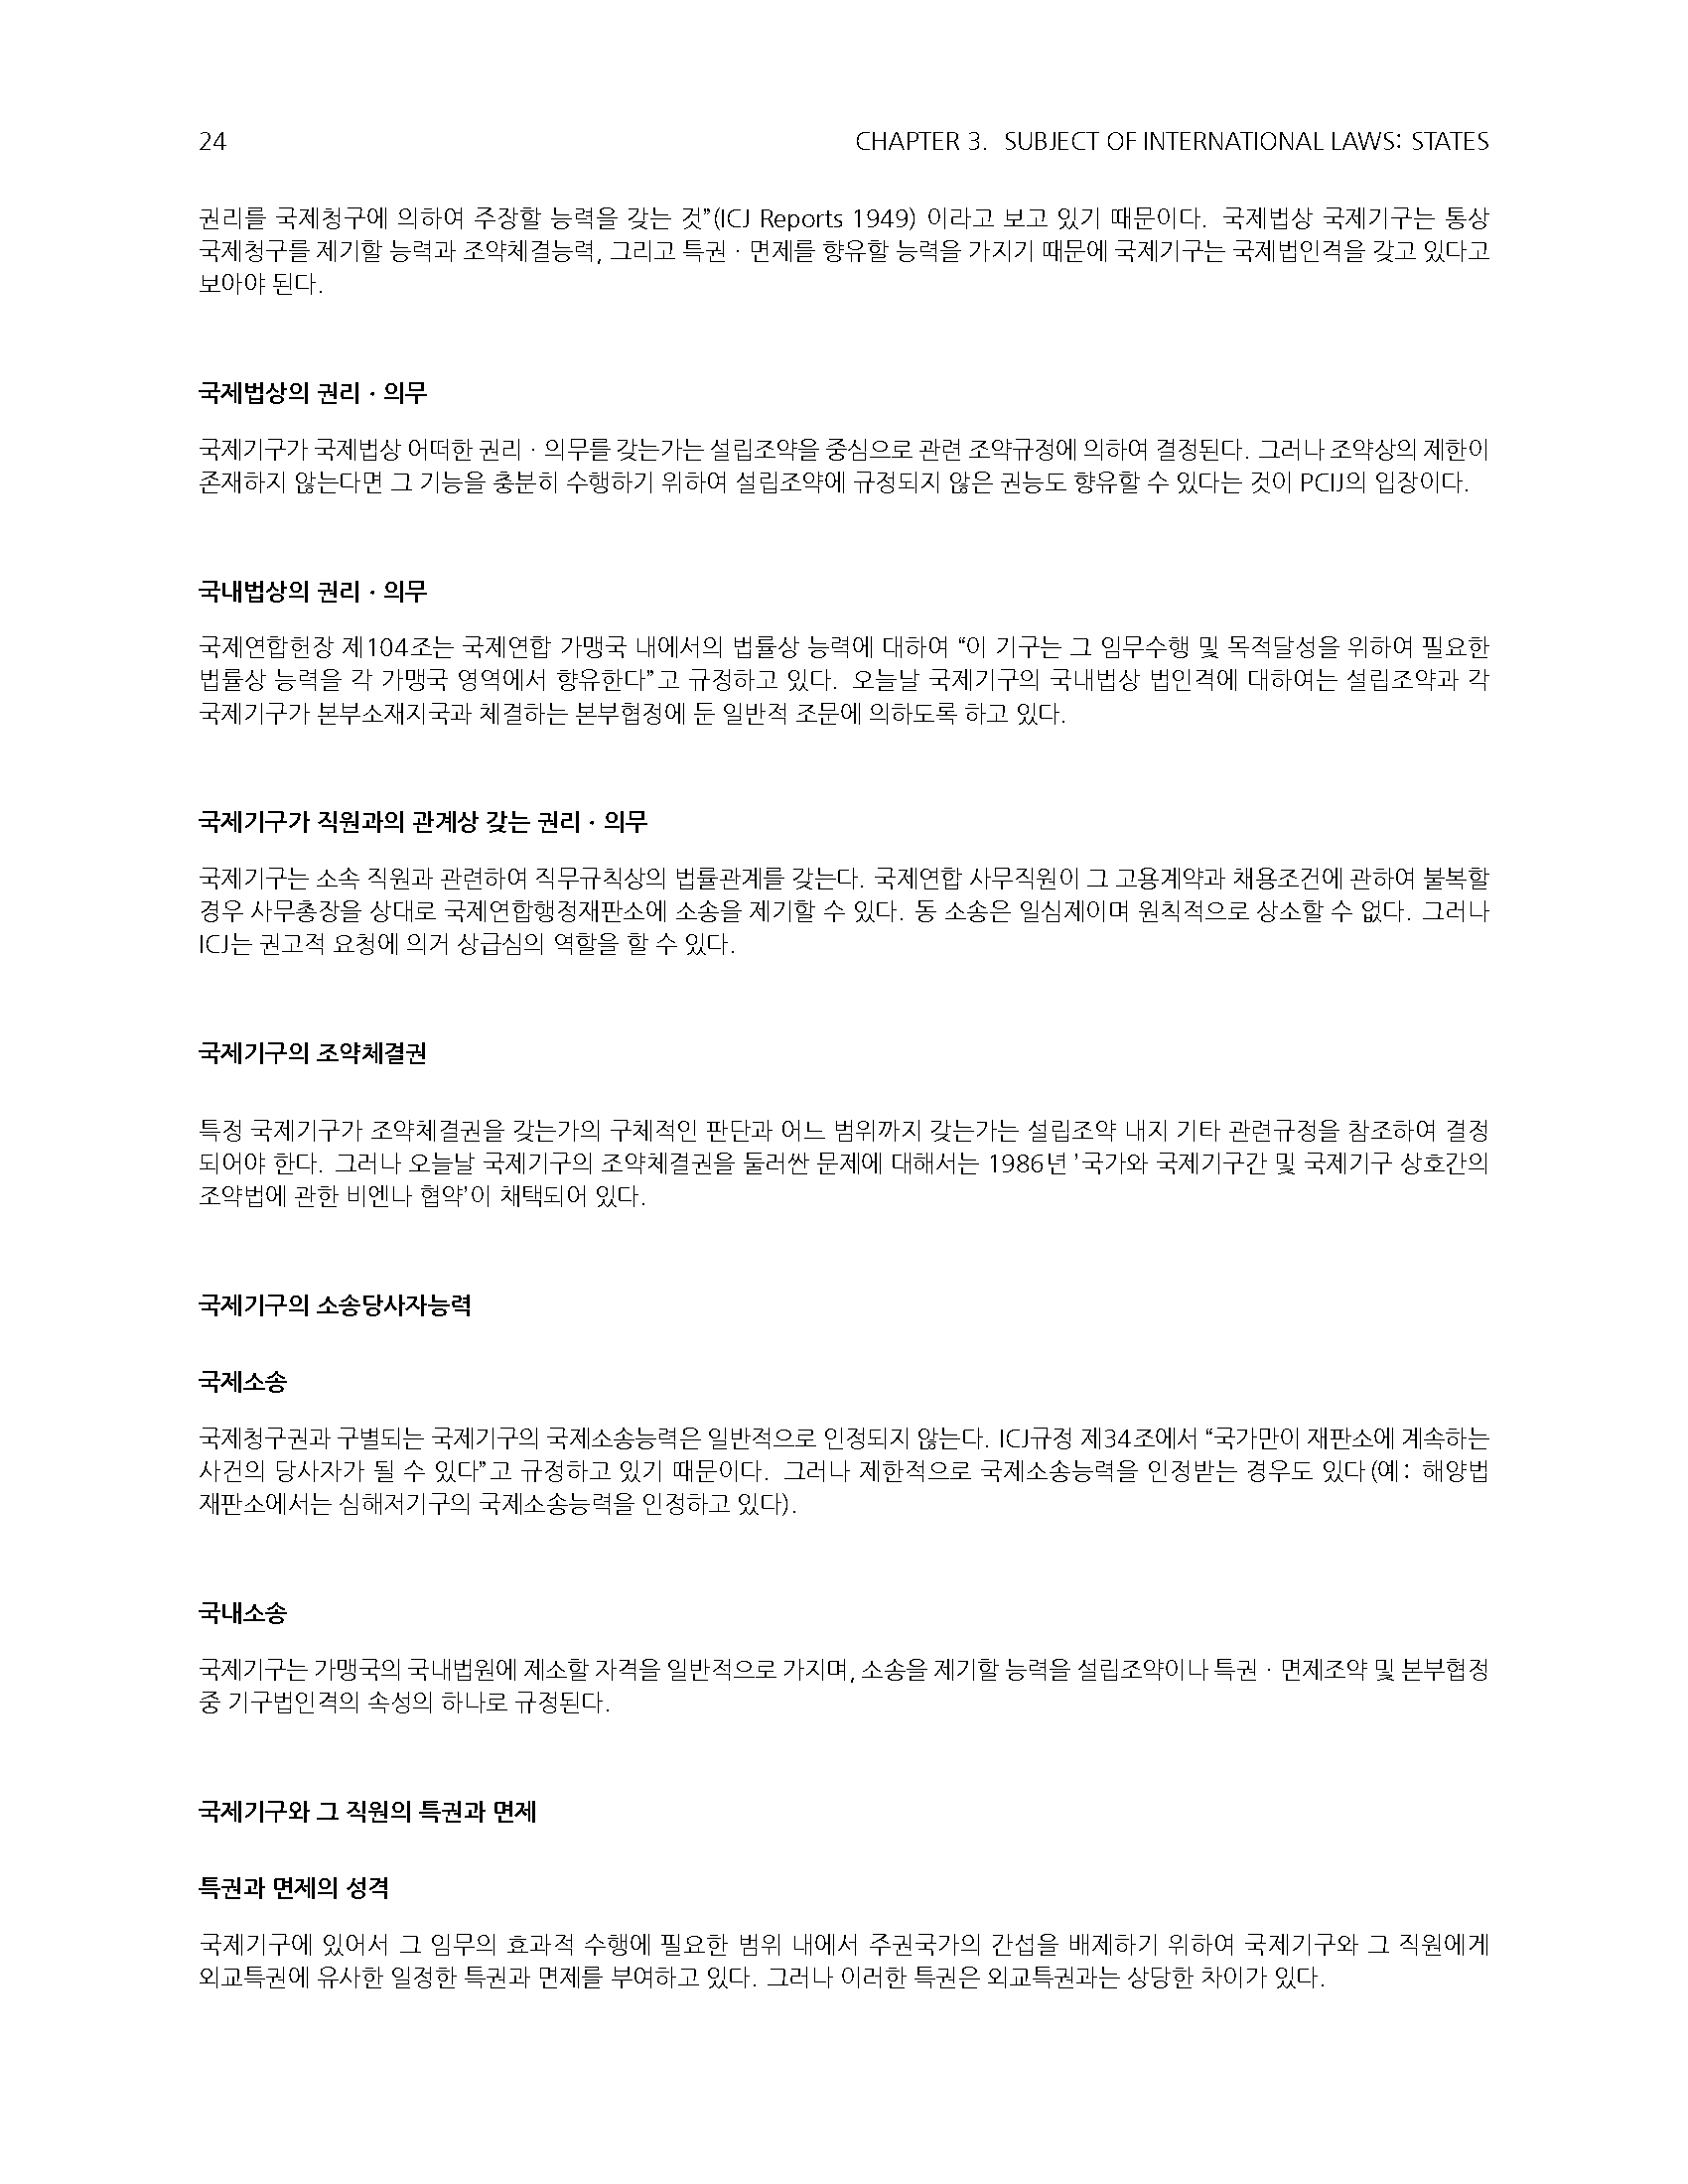 24
CHAPTER 3. SUBJECT OF INTERNATIONAL LAWS: STATES
권리를 국제청구에 의하여 주장할 능력을 갖는 것”(ICJ Reports 1949) 이라고 보고 있기 때문이다. 국제법상 국제기구는 통상
국제청구를 제기할 능력과 조약체결능력, 그리고 특권 · 면제를 향유할 능력을 가지기 때문에 국제기구는 국제법인격을 갖고 있다고
보아야 된다.
국제법상의 권리 · 의무
국제기구가 국제법상 어떠한 권리 · 의무를 갖는가는 설립조약을 중심으로 관련 조약규정에 의하여 결정된다. 그러나 조약상의 제한이
존재하지 않는다면 그 기능을 충분히 수행하기 위하여 설립조약에 규정되지 않은 권능도 향유할 수 있다는 것이 PCIJ의 입장이다.
국내법상의 권리 · 의무
국제연합헌장 제104조는 국제연합 가맹국 내에서의 법률상 능력에 대하여 “이 기구는 그 임무수행 및 목적달성을 위하여 필요한
법률상 능력을 각 가맹국 영역에서 향유한다”고 규정하고 있다. 오늘날 국제기구의 국내법상 법인격에 대하여는 설립조약과 각
국제기구가 본부소재지국과 체결하는 본부협정에 둔 일반적 조문에 의하도록 하고 있다.
국제기구가 직원과의 관계상 갖는 권리 · 의무
국제기구는 소속 직원과 관련하여 직무규칙상의 법률관계를 갖는다. 국제연합 사무직원이 그 고용계약과 채용조건에 관하여 불복할
경우 사무총장을 상대로 국제연합행정재판소에 소송을 제기할 수 있다. 동 소송은 일심제이며 원칙적으로 상소할 수 없다. 그러나
ICJ는 권고적 요청에 의거 상급심의 역할을 할 수 있다.
국제기구의 조약체결권
특정 국제기구가 조약체결권을 갖는가의 구체적인 판단과 어느 범위까지 갖는가는 설립조약 내지 기타 관련규정을 참조하여 결정
되어야 한다. 그러나 오늘날 국제기구의 조약체결권을 둘러싼 문제에 대해서는 1986년 ’국가와 국제기구간 및 국제기구 상호간의
조약법에 관한 비엔나 협약’이 채택되어 있다.
국제기구의 소송당사자능력
국제소송
국제청구권과 구별되는 국제기구의 국제소송능력은 일반적으로 인정되지 않는다. ICJ규정 제34조에서 “국가만이 재판소에 계속하는
사건의 당사자가 될 수 있다”고 규정하고 있기 때문이다. 그러나 제한적으로 국제소송능력을 인정받는 경우도 있다(예: 해양법
재판소에서는 심해저기구의 국제소송능력을 인정하고 있다).
국내소송
국제기구는 가맹국의 국내법원에 제소할 자격을 일반적으로 가지며, 소송을 제기할 능력을 설립조약이나 특권 · 면제조약 및 본부협정
중 기구법인격의 속성의 하나로 규정된다.
국제기구와 그 직원의 특권과 면제
특권과 면제의 성격
국제기구에 있어서 그 임무의 효과적 수행에 필요한 범위 내에서 주권국가의 간섭을 배제하기 위하여 국제기구와 그 직원에게
외교특권에 유사한 일정한 특권과 면제를 부여하고 있다. 그러나 이러한 특권은 외교특권과는 상당한 차이가 있다.